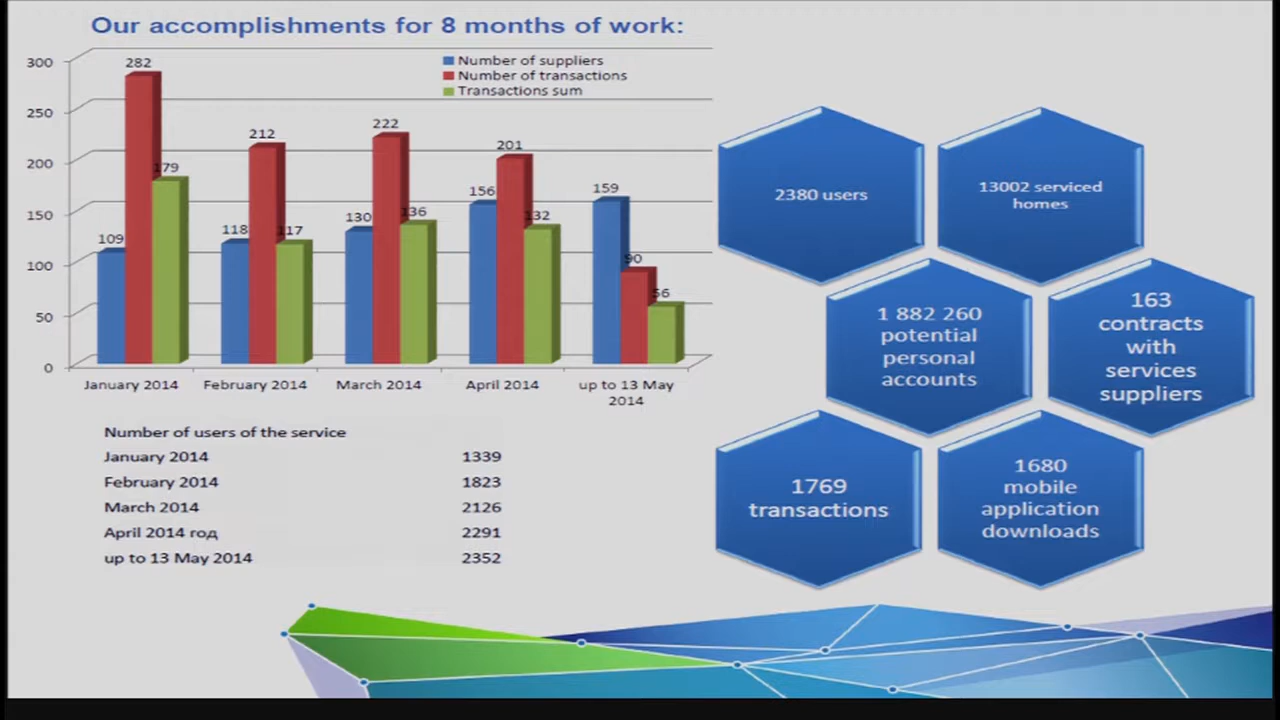 Our accomplishments for 8 months of work:
Number of suppliers
Number of transactions
Transactions sum
300
250
200
150
100
50
0
109
282
179
118
212
117
130
222
136
156
201
132
159
90
56
January 2014
February 2014
March 2014
April 2014
up to 13 May
2014
Number of users of the service
January 2014 1339
February 2014 1823
March 2014 2126
April 2014 год 2291
up to 13 May 2014 2352
2380 users
13002 serviced
homes
1 882 260
potential
personal
accounts
163
contracts
with
services
suppliers
1769
transactions
1680
mobile
application
downloads